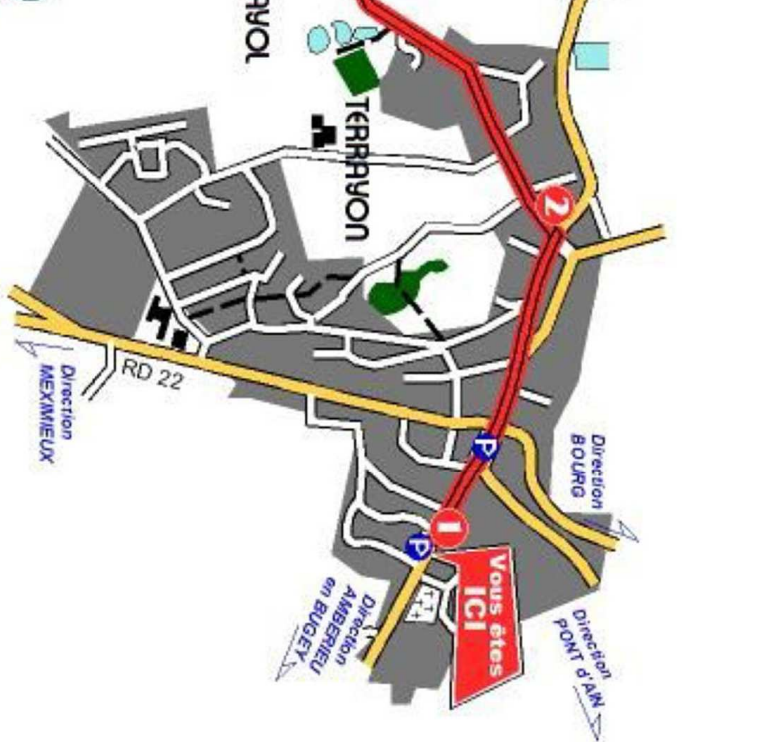 AYOL
TERRAYON
2
RD 22
Direction
MEXIMIEUX
Direction
BOURG
P
1
P
Vous êtes
ICI
Direction
AMBERIEU
en BUGEY
Direction
PONT d'AIN